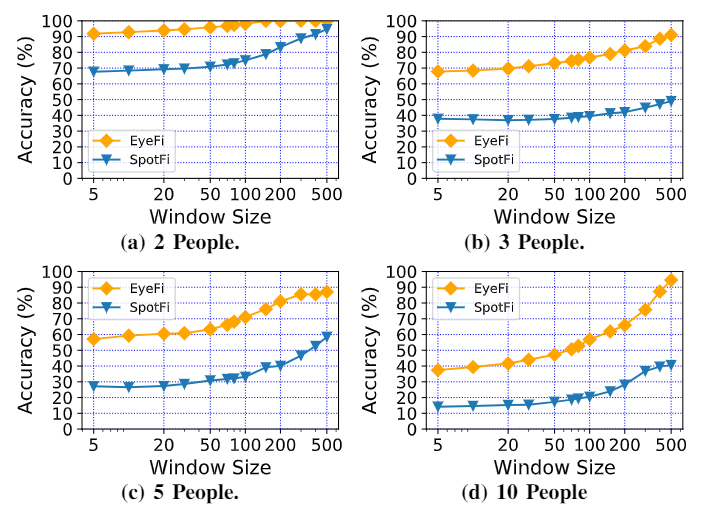 100
90
80
70
60
50
40
30
20
10
0
Accuracy (%)
EyeFi
SpotFi
5 20 50 100 200 500
Window Size
(a) 2 People.
100
90
80
70
60
50
40
30
20
10
0
Accuracy (%)
EyeFi
SpotFi
5 20 50 100 200 500
Window Size
(b) 3 People.
100
90
80
70
60
50
40
30
20
10
0
Accuracy (%)
EyeFi
SpotFi
5 20 50 100 200 500
Window Size
(c) 5 People.
100
90
80
70
60
50
40
30
20
10
0
Accuracy (%)
EyeFi
SpotFi
5 20 50 100 200 500
Window Size
(d) 10 People